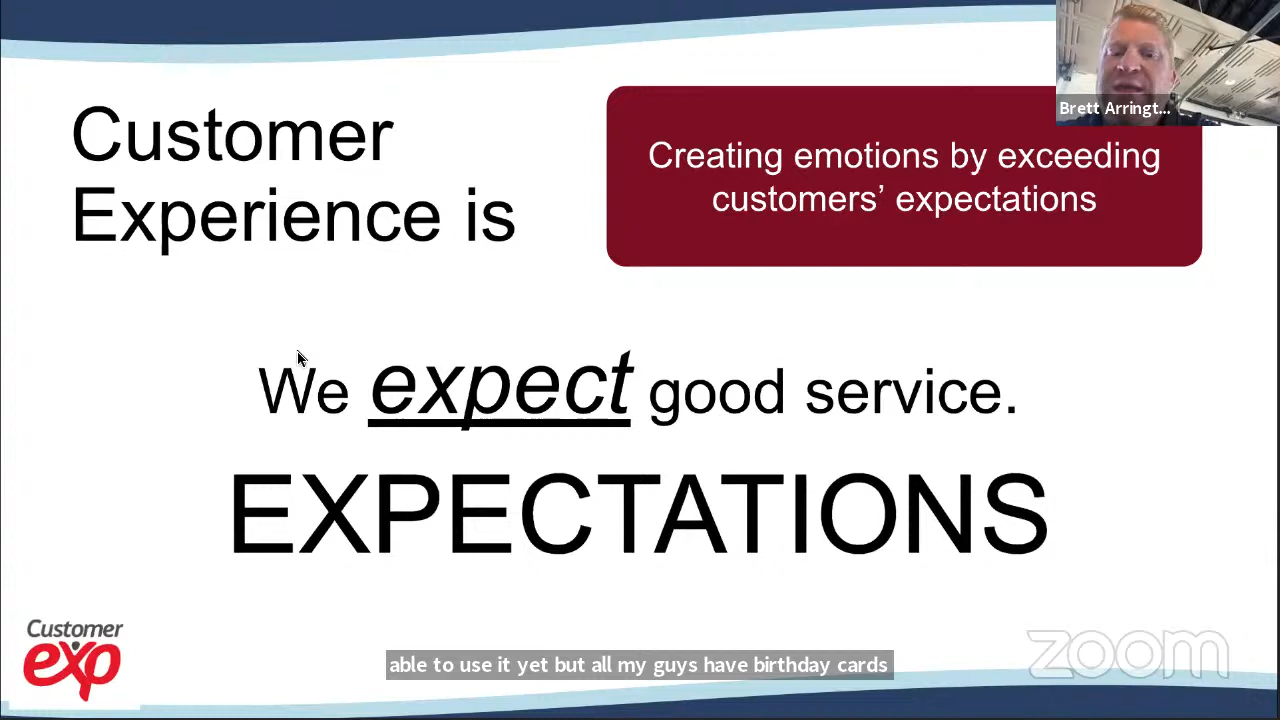 Customer
Experience is
Creating emotions by exceeding
customers’ expectations
Brett Arringt...
We expect good service.
EXPECTATIONS
Customer
exp
able to use it yet but all my guys have birthday cards
zoom